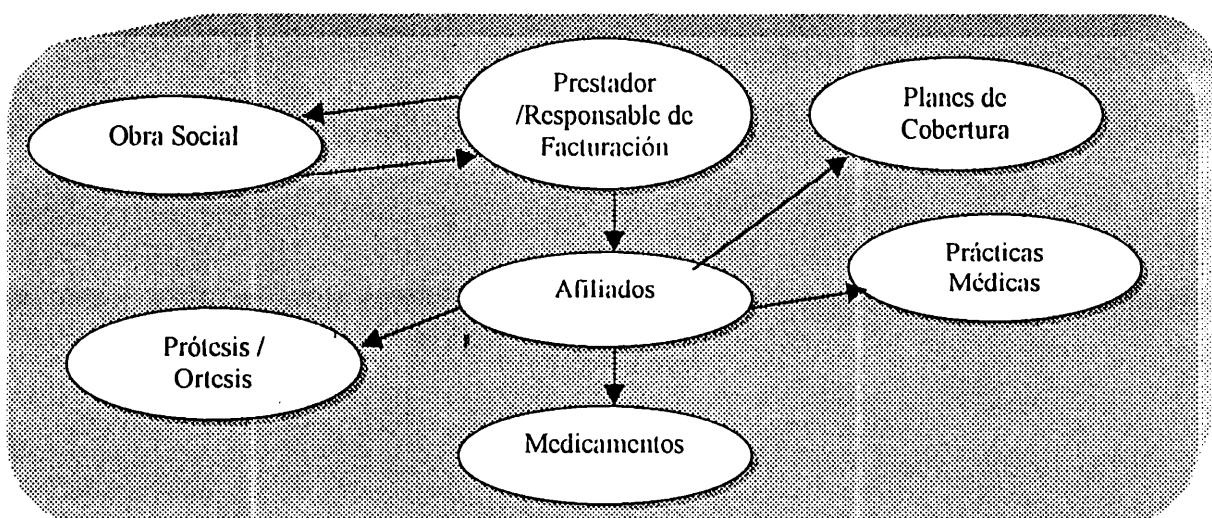 Prestador
/Responsable de
Facturación
Planes de
Cobertura
Obra Social
Prácticas
Médicas
Afiliados
Prótesis /
Ortesis
Medicamentos